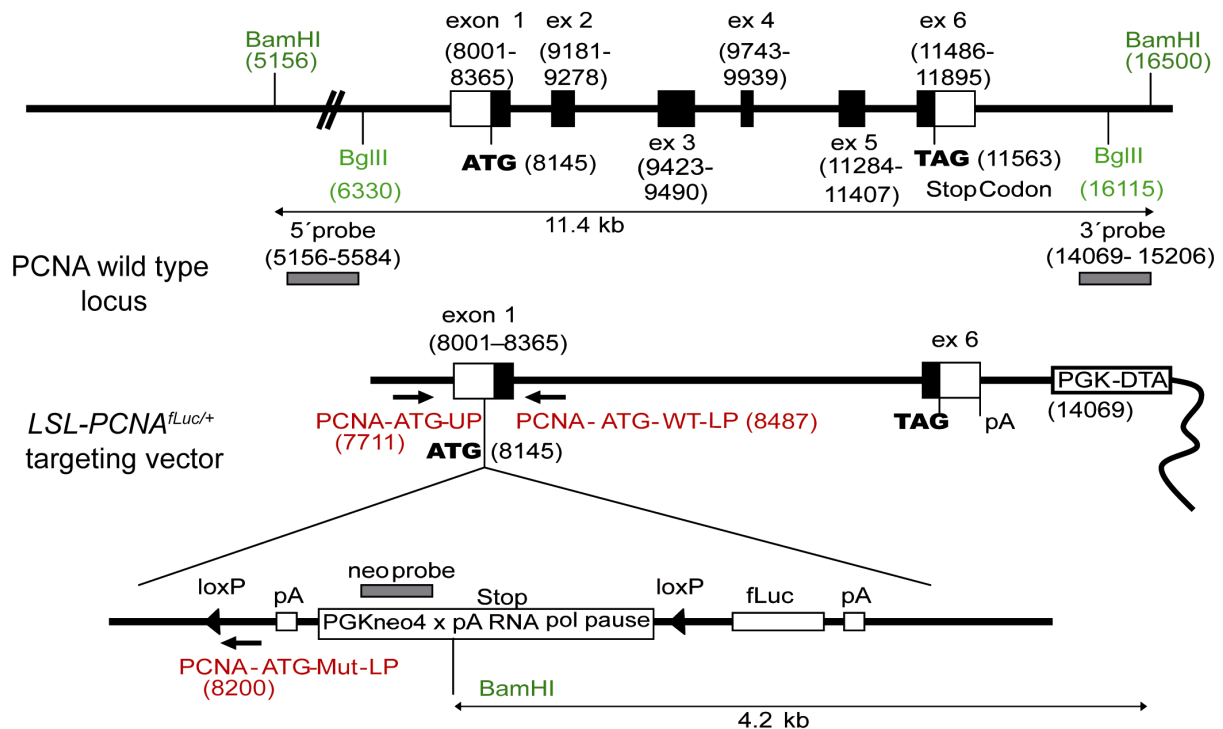 exon 1
(8001-
8365)
ex 2
(9181-
9278)
ex 4
(9743-
9939)
ex 6
(11486-
11895)
BamHI
(5156)
BamHI
(16500)
BglII
(6330)
ATG (8145)
ex 3
(9423-
9490)
ex 5
(11284-
11407)
TAG (11563)
Stop Codon
BglII
(16115)
11.4 kb
5´probe
(5156-5584)
3´probe
(14069- 15206)
PCNA wild type
locus
exon 1
(8001–8365)
ex 6
PGK-DTA
(14069)
LSL-PCNAfLuc/+
targeting vector
PCNA-ATG-UP
(7711)
PCNA- ATG-WT-LP (8487)
ATG (8145)
TAG
pA
loxP
pA
neo probe
Stop
PGKneo4 x pA RNA pol pause
loxP
fLuc
pA
PCNA-ATG-Mut-LP
(8200)
BamHI
4.2 kb